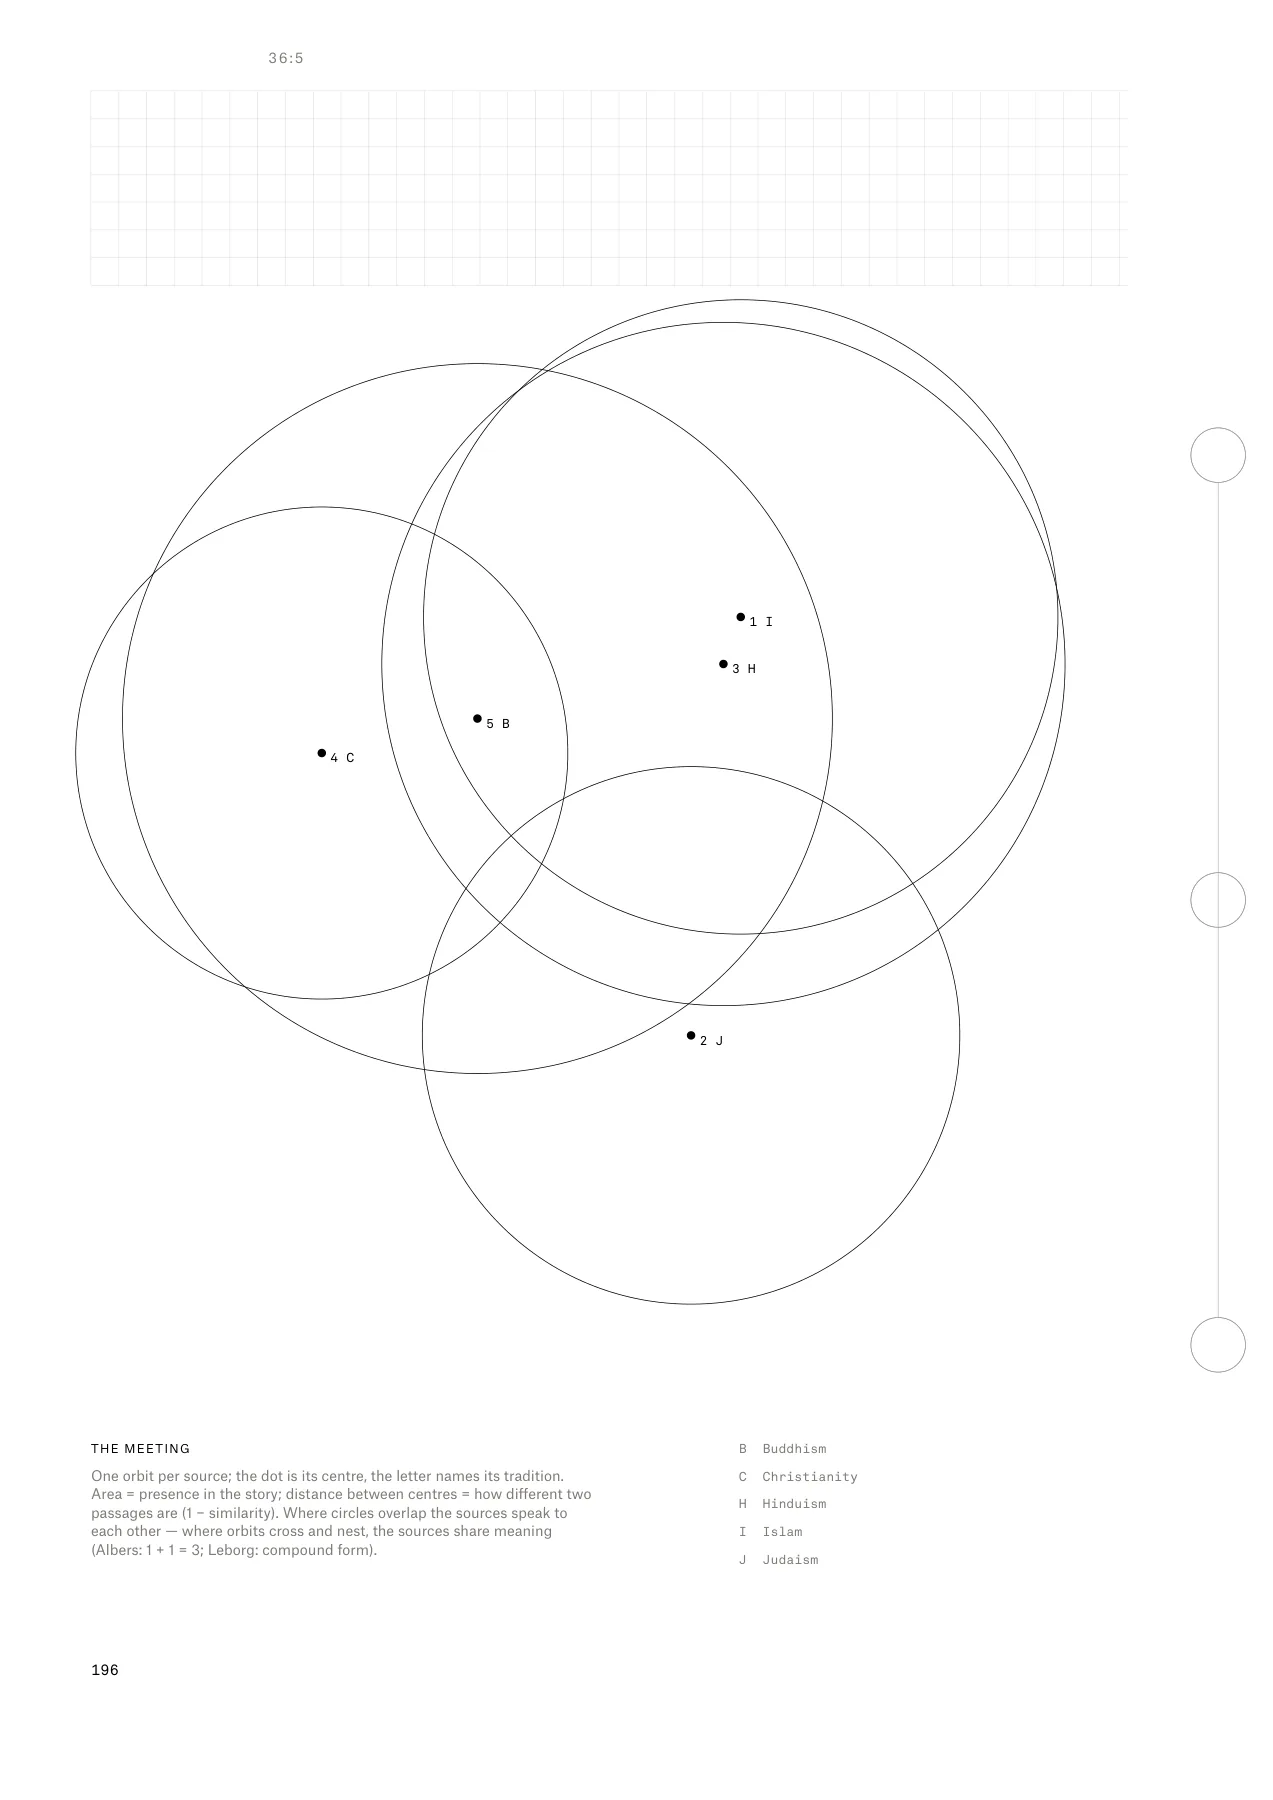 36:5
1 I
3 H
5 B
4 C
2 J
THE MEETING
One orbit per source; the dot is its centre, the letter names its tradition.
Area = presence in the story; distance between centres = how different two
passages are (1 − similarity). Where circles overlap the sources speak to
each other — where orbits cross and nest, the sources share meaning
(Albers: 1 + 1 = 3; Leborg: compound form).
B Buddhism
C Christianity
H Hinduism
I Islam
J Judaism
196